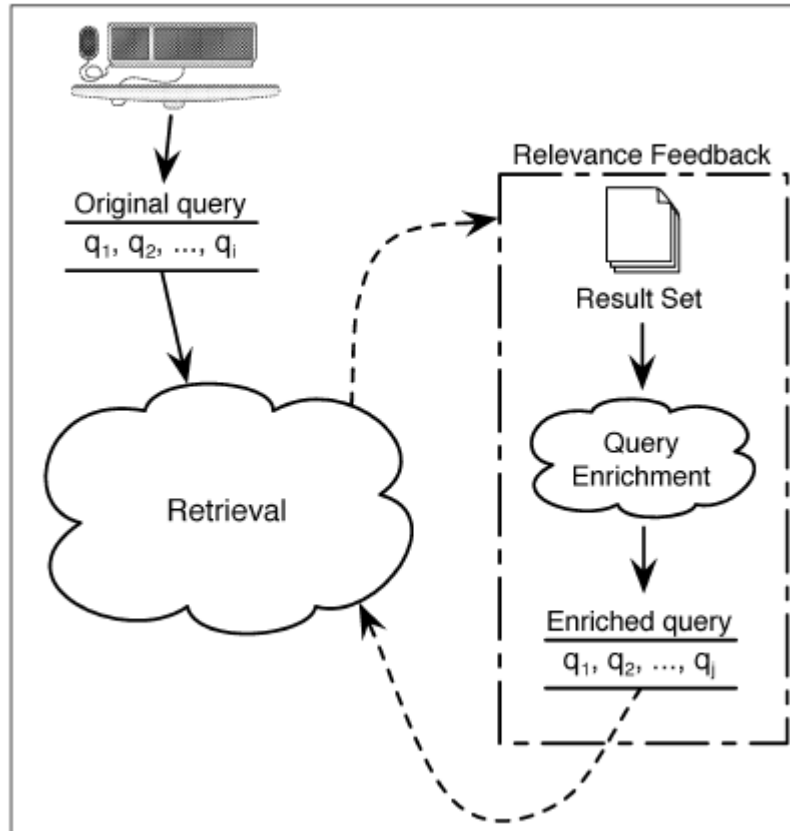 Original query
q₁, q₂, ..., qᵢ
Retrieval
Relevance Feedback
Result Set
Query
Enrichment
Enriched query
q₁, q₂, ..., qⱼ